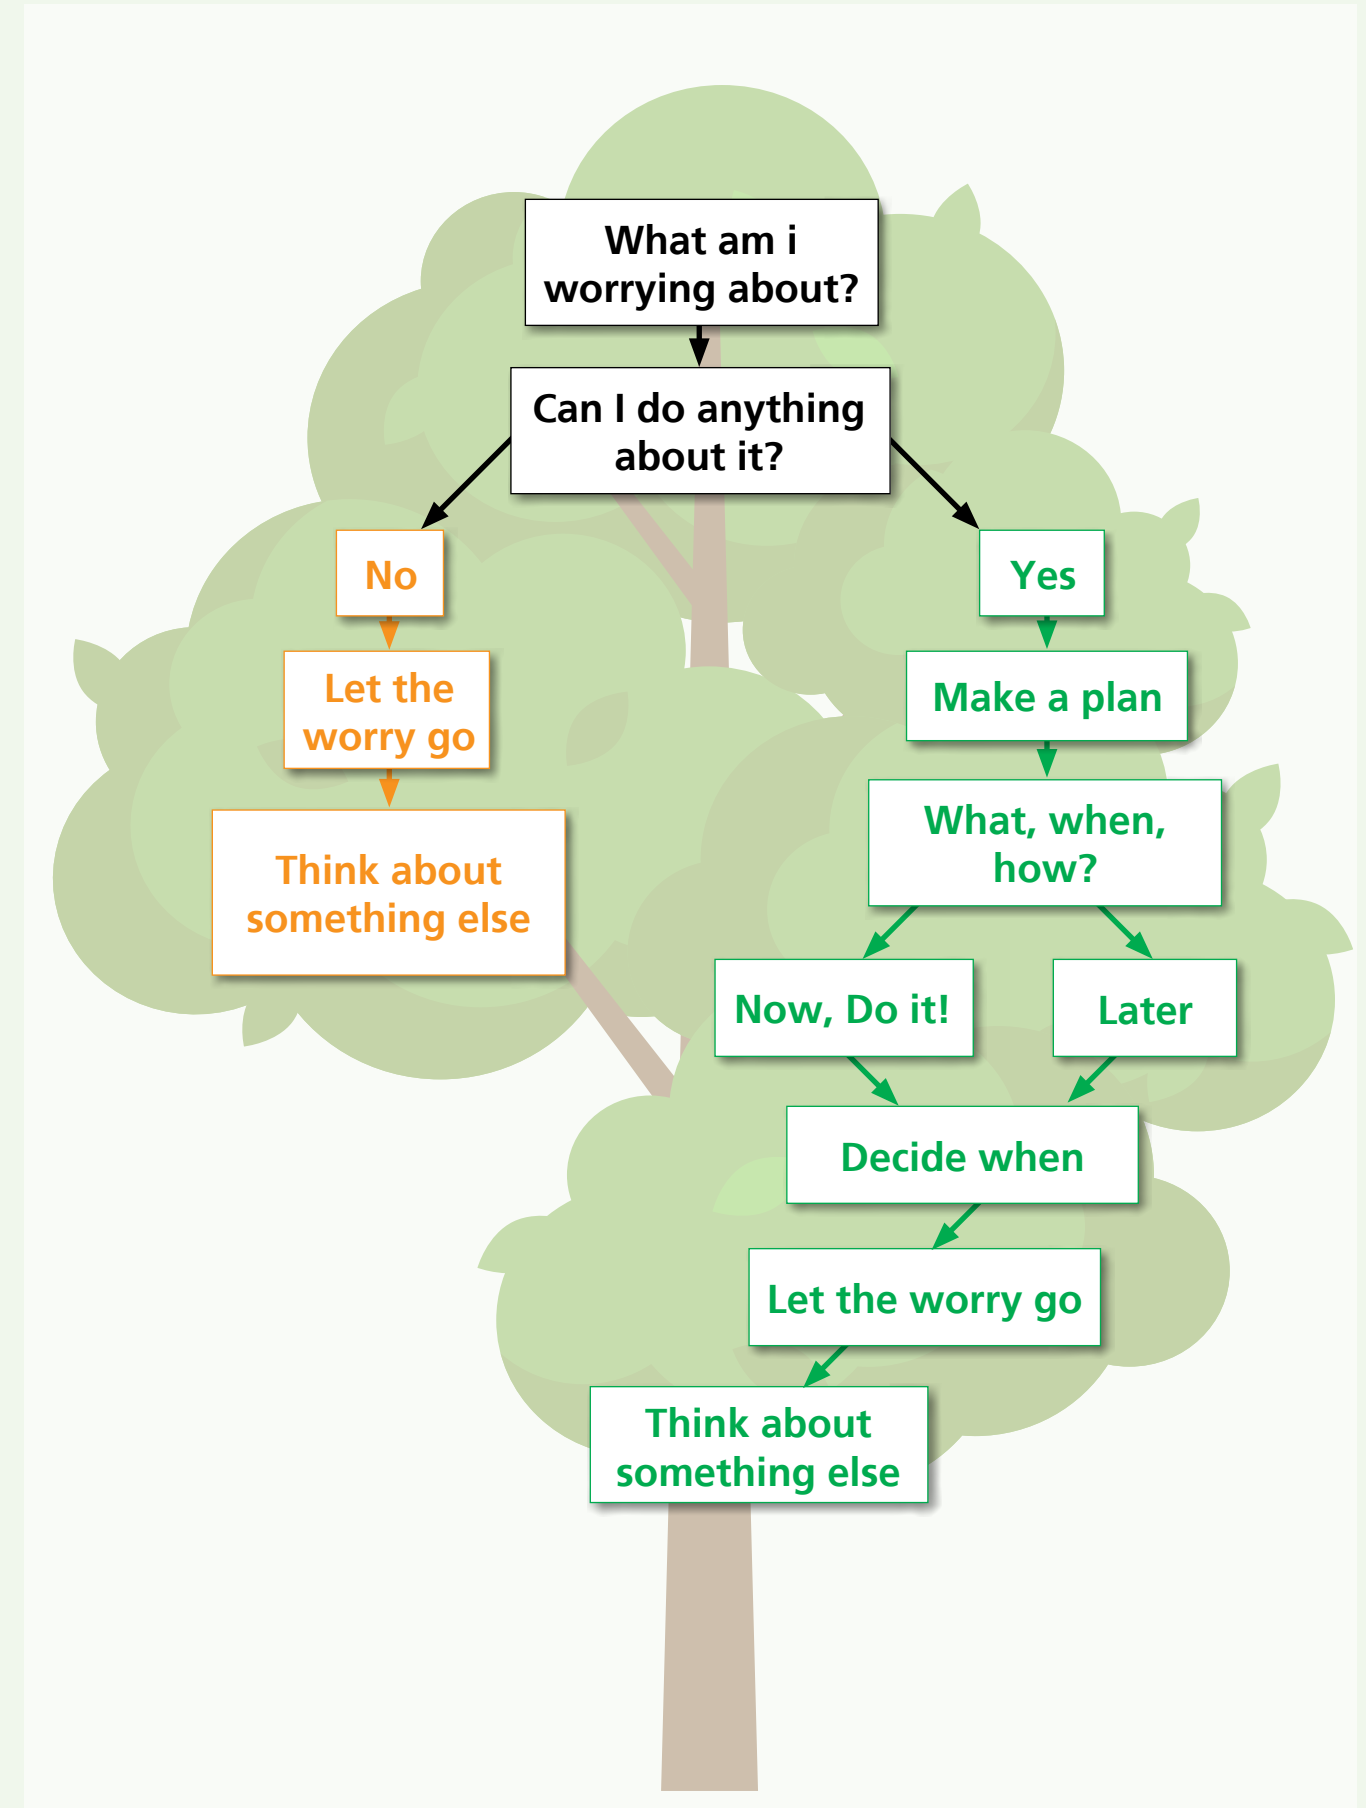 What am i
worrying about?
Can I do anything
about it?
No
Let the
worry go
Think about
something else
Yes
Make a plan
What, when,
how?
Now, Do it!
Later
Decide when
Let the worry go
Think about
something else